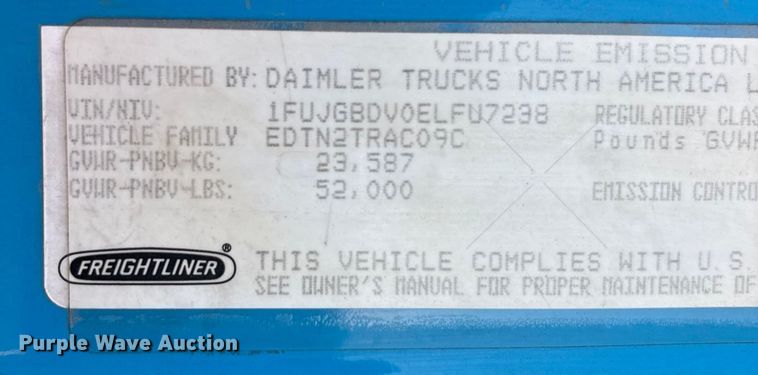 VEHICLE EMISSION
MANUFACTURED BY: DAIMLER TRUCKS NORTH AMERICA L
VIN/NIV: 1FUJGBDV0ELFU7238 REGULATORY CLAS
VEHICLE FAMILY EDTN2TRAC09C Pounds GVWR
GVWR-PNBV-KG: 23,587
GVWR-PNBV-LBS: 52,000 EMISSION CONTRO
FREIGHTLINER®
THIS VEHICLE COMPLIES WITH U.S.
SEE OWNER'S MANUAL FOR PROPER MAINTENANCE OF
Purple Wave Auction